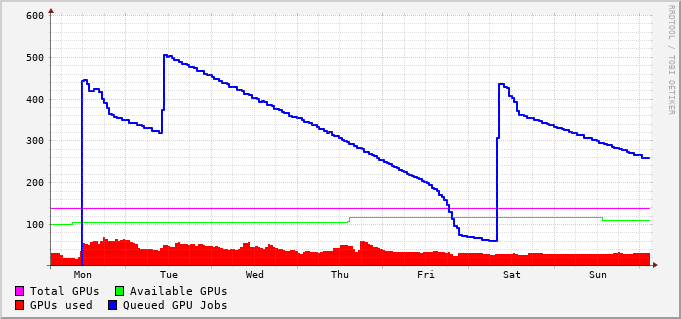 RRDTOOL / TOBI OETIKER
600
500
400
300
200
100
Mon Tue Wed Thu Fri Sat Sun
Total GPUs Available GPUs
GPUs used Queued GPU Jobs